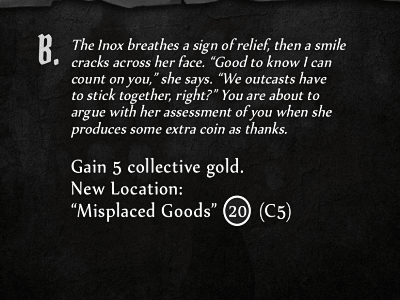 B.
The Inox breathes a sign of relief, then a smile
cracks across her face. “Good to know I can
count on you,” she says. “We outcasts have
to stick together, right?” You are about to
argue with her assessment of you when she
produces some extra coin as thanks.
Gain 5 collective gold.
New Location:
“Misplaced Goods” 20 (C5)